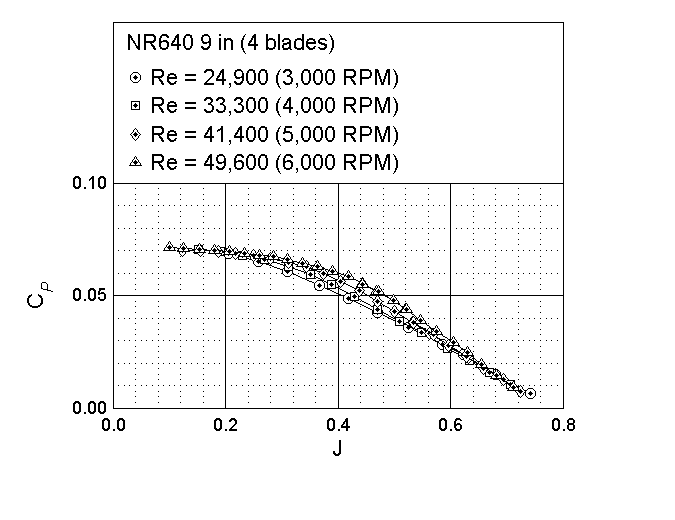 NR640 9 in (4 blades)
Re = 24,900 (3,000 RPM)
Re = 33,300 (4,000 RPM)
Re = 41,400 (5,000 RPM)
Re = 49,600 (6,000 RPM)
0.10
0.05
0.00
C_P
0.0 0.2 0.4 0.6 0.8
J